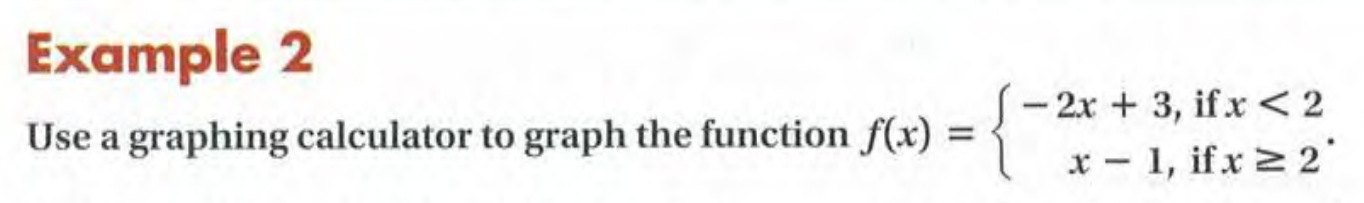 Example 2
Use a graphing calculator to graph the function f(x) = { − 2x + 3, if x < 2
x − 1, if x ≥ 2 .